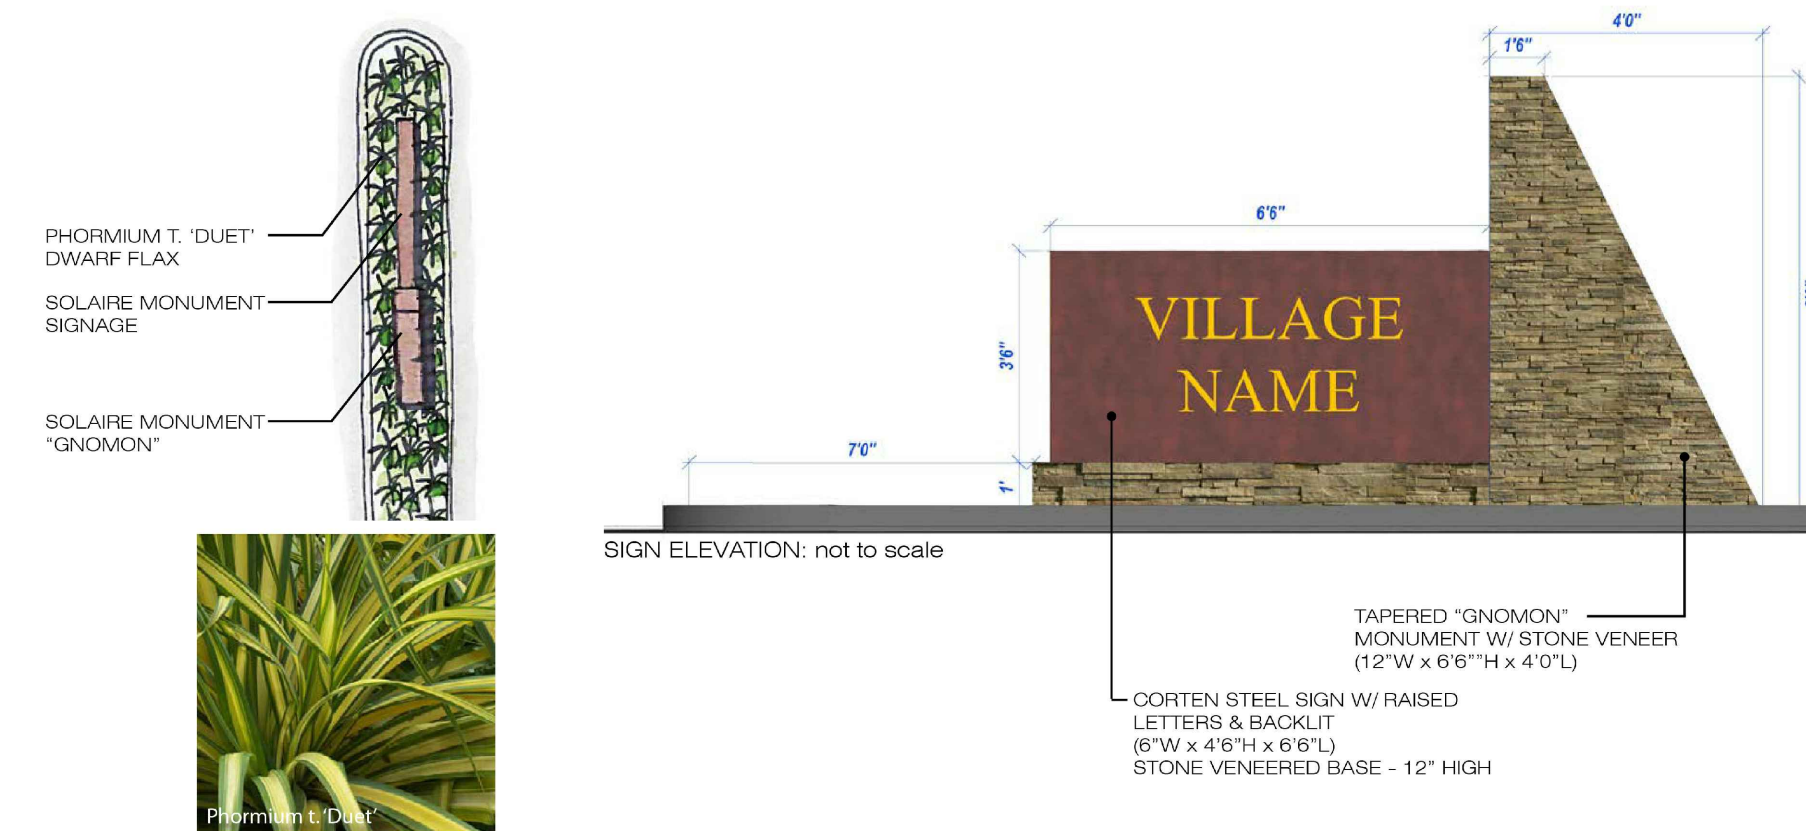 PHORMIUM T. ‘DUET’
DWARF FLAX
SOLAIRE MONUMENT
SIGNAGE
SOLAIRE MONUMENT
“GNOMON”
Phormium t. ‘Duet’
4'0"
1'6"
6'6"
3'6"
7'0"
1'
VILLAGE
NAME
SIGN ELEVATION: not to scale
TAPERED “GNOMON”
MONUMENT W/ STONE VENEER
(12”W x 6’6””H x 4’0”L)
CORTEN STEEL SIGN W/ RAISED
LETTERS & BACKLIT
(6”W x 4’6”H x 6’6”L)
STONE VENEERED BASE - 12” HIGH